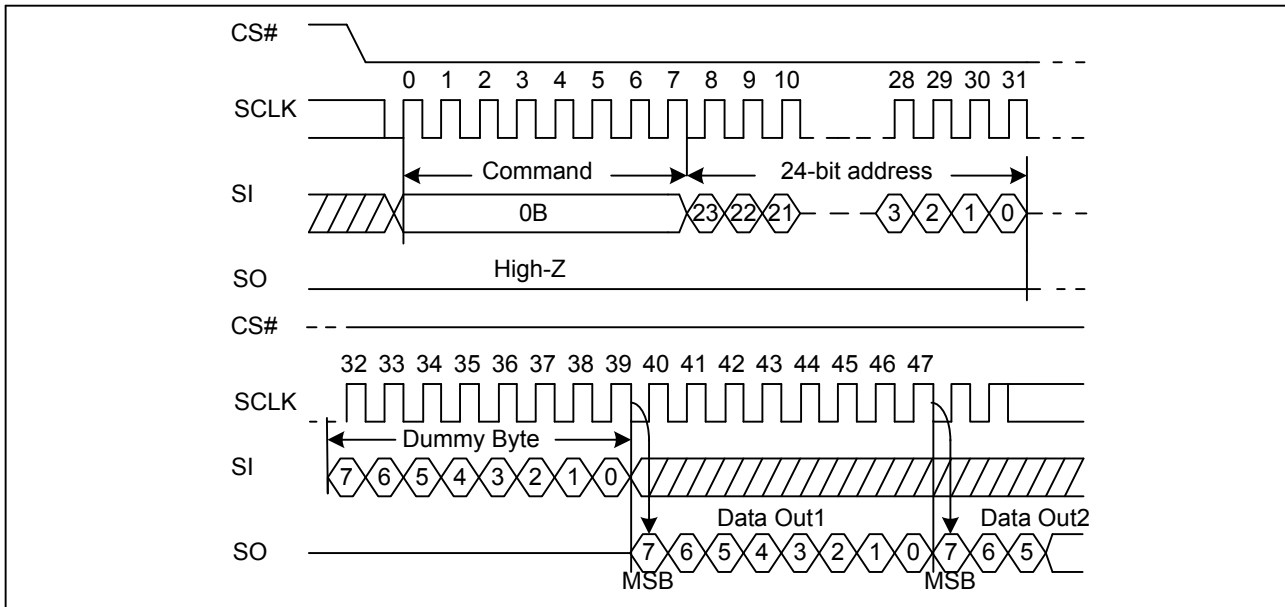 CS#
0 1 2 3 4 5 6 7 8 9 10 28 29 30 31
SCLK
Command 24-bit address
SI
0B 23 22 21 3 2 1 0
High-Z
SO
CS#
32 33 34 35 36 37 38 39 40 41 42 43 44 45 46 47
SCLK
Dummy Byte
SI
7 6 5 4 3 2 1 0
Data Out1 Data Out2
SO
7 6 5 4 3 2 1 0 7 6 5
MSB MSB